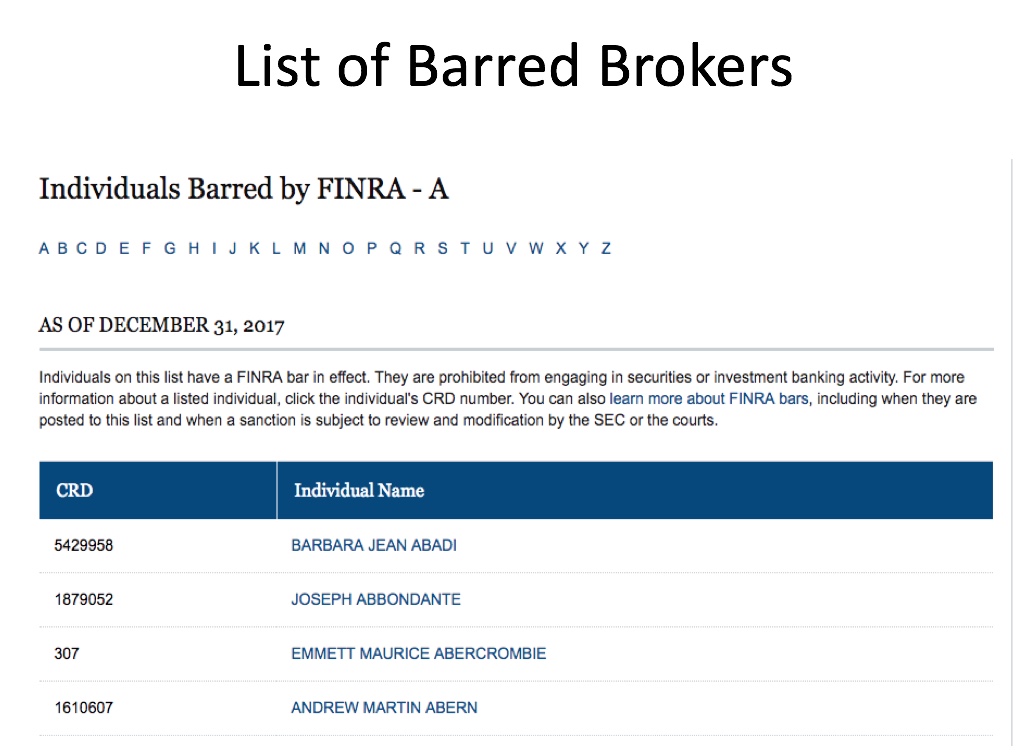 List of Barred Brokers
Individuals Barred by FINRA - A
A B C D E F G H I J K L M N O P Q R S T U V W X Y Z
AS OF DECEMBER 31, 2017
Individuals on this list have a FINRA bar in effect. They are prohibited from engaging in securities or investment banking activity. For more
information about a listed individual, click the individual's CRD number. You can also learn more about FINRA bars, including when they are
posted to this list and when a sanction is subject to review and modification by the SEC or the courts.
CRD Individual Name
5429958 BARBARA JEAN ABADI
1879052 JOSEPH ABBONDANTE
307 EMMETT MAURICE ABERCROMBIE
1610607 ANDREW MARTIN ABERN